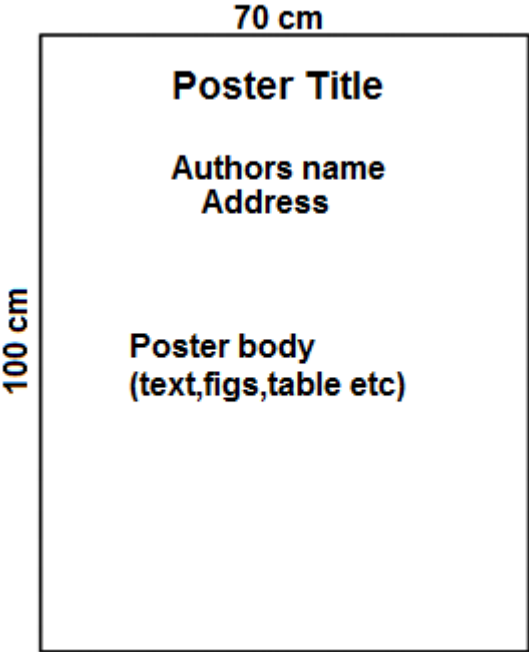 70 cm
Poster Title
Authors name
Address
100 cm
Poster body
(text,figs,table etc)